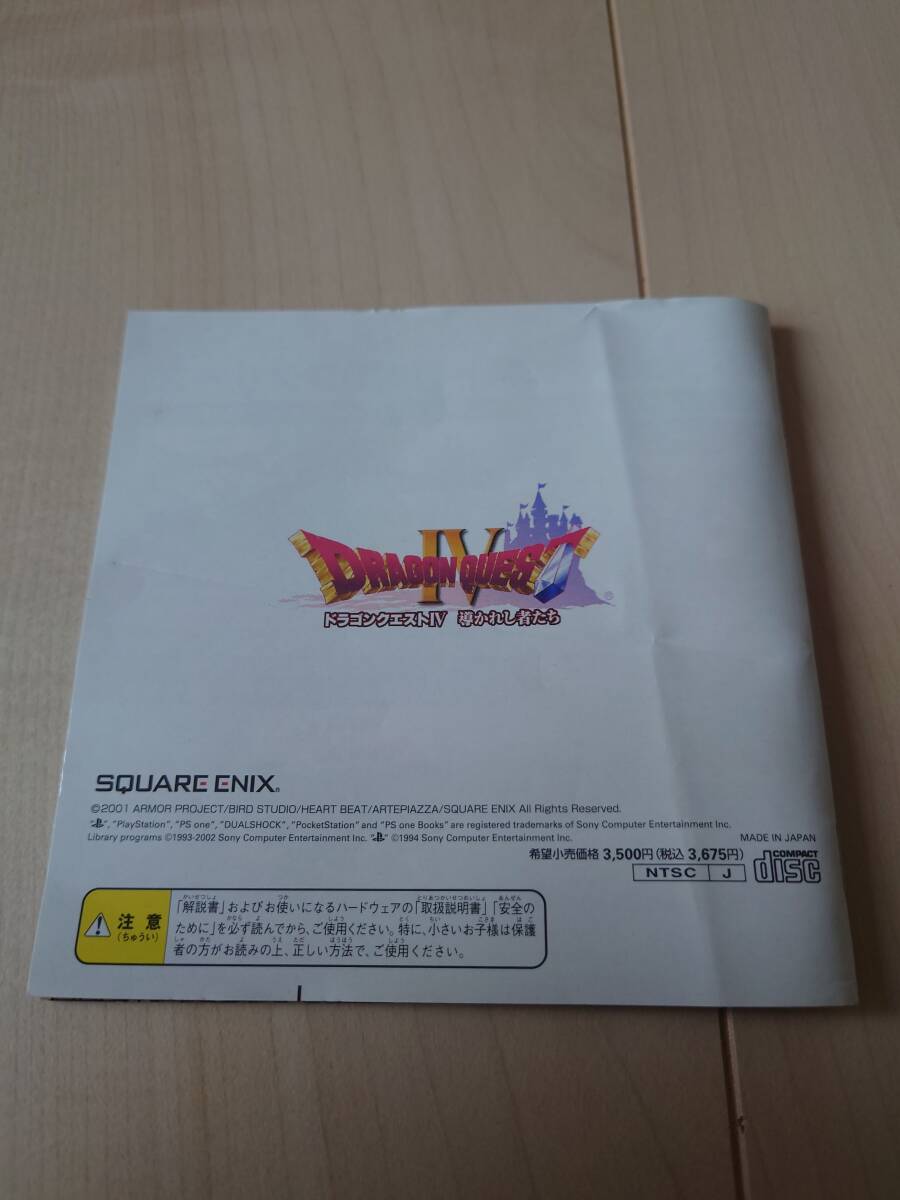 DRAGON QUEST IV
ドラゴンクエストIV 導かれし者たち
SQUARE ENIX®
©2001 ARMOR PROJECT/BIRD STUDIO/HEART BEAT/ARTEPIAZZA/SQUARE ENIX All Rights Reserved.
"PS", "PlayStation", "PS one", "DUALSHOCK", "PocketStation" and "PS one Books" are registered trademarks of Sony Computer Entertainment Inc.
Library programs ©1993-2002 Sony Computer Entertainment Inc. "PS" ©1994 Sony Computer Entertainment Inc.
MADE IN JAPAN
希望小売価格 3,500円(税込 3,675円)
NTSC J
COMPACT disc
注意
(ちゅうい)
「解説書」およびお使いになるハードウェアの「取扱説明書」「安全の
ために」を必ず読んでから、ご使用ください。特に、小さいお子様は保護
者の方がお読みの上、正しい方法で、ご使用ください。